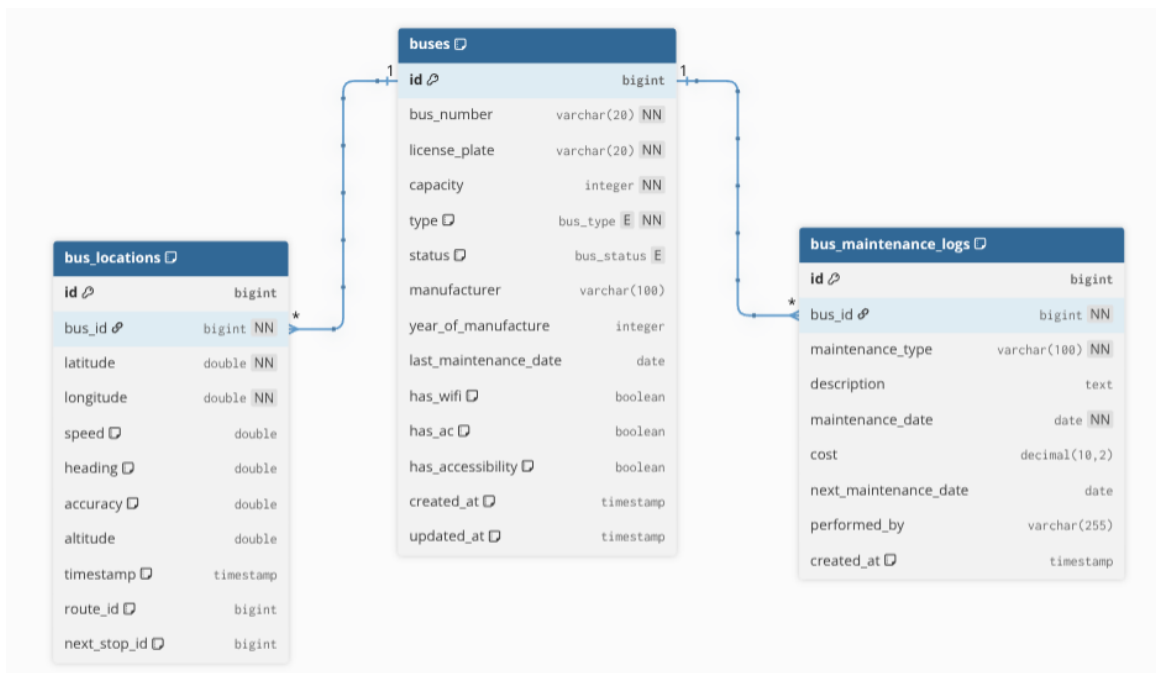 buses
1 id bigint 1
bus_number varchar(20) NN
license_plate varchar(20) NN
capacity integer NN
type bus_type E NN
status bus_status E
manufacturer varchar(100)
year_of_manufacture integer
last_maintenance_date date
has_wifi boolean
has_ac boolean
has_accessibility boolean
created_at timestamp
updated_at timestamp
bus_locations
id bigint
bus_id bigint NN *
latitude double NN
longitude double NN
speed double
heading double
accuracy double
altitude double
timestamp timestamp
route_id bigint
next_stop_id bigint
bus_maintenance_logs
id bigint
* bus_id bigint NN
maintenance_type varchar(100) NN
description text
maintenance_date date NN
cost decimal(10,2)
next_maintenance_date date
performed_by varchar(255)
created_at timestamp